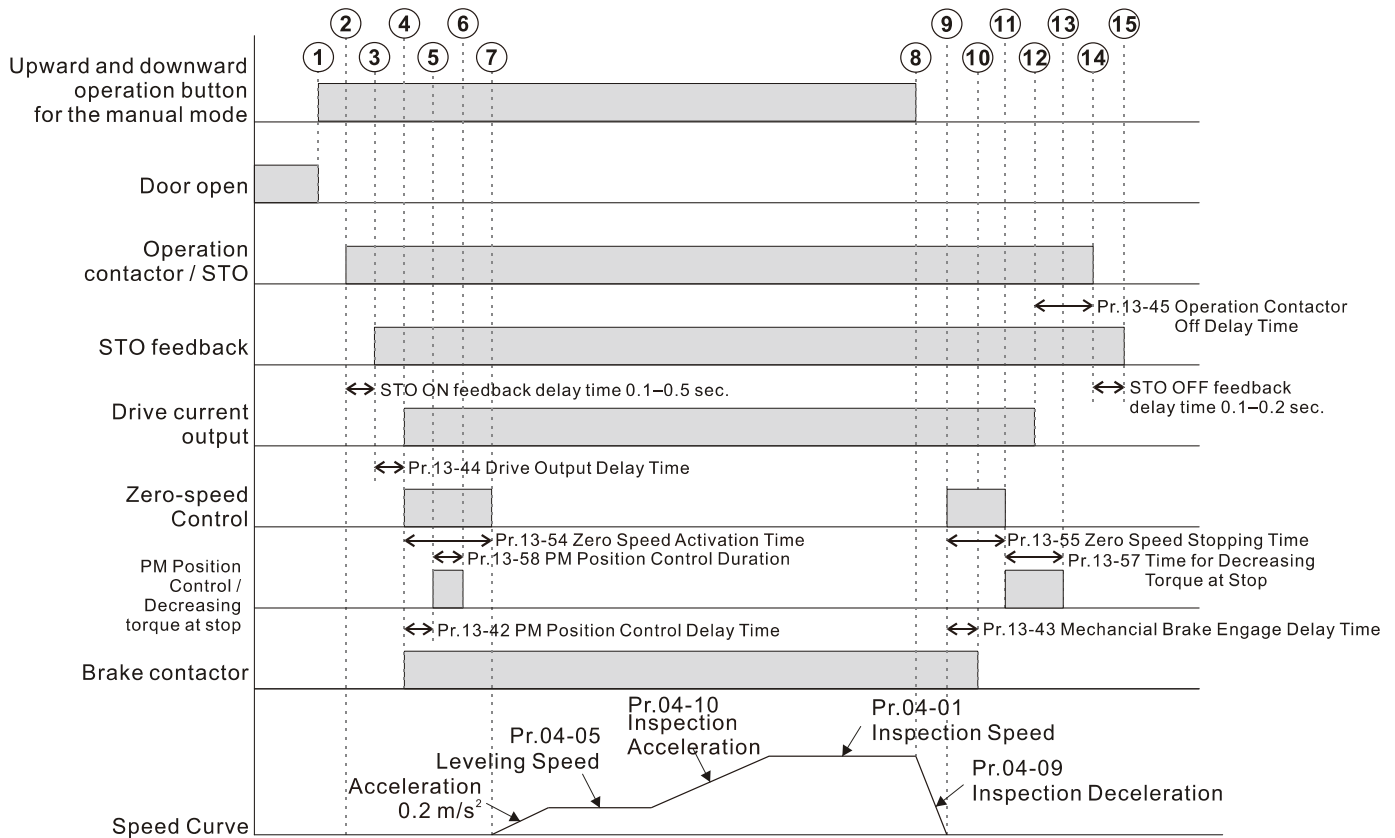 2 4 6 9 11 13 15
1 3 5 7 8 10 12 14
Upward and downward
operation button
for the manual mode
Door open
Operation
contactor / STO
Pr.13-45 Operation Contactor
Off Delay Time
STO feedback
STO ON feedback delay time 0.1–0.5 sec.
STO OFF feedback
delay time 0.1–0.2 sec.
Drive current
output
Pr.13-44 Drive Output Delay Time
Zero-speed
Control
Pr.13-54 Zero Speed Activation Time
Pr.13-55 Zero Speed Stopping Time
Pr.13-58 PM Position Control Duration
Pr.13-57 Time for Decreasing
Torque at Stop
PM Position
Control /
Decreasing
torque at stop
Pr.13-42 PM Position Control Delay Time
Pr.13-43 Mechancial Brake Engage Delay Time
Brake contactor
Pr.04-10
Inspection
Acceleration
Pr.04-01
Inspection Speed
Pr.04-05
Leveling Speed
Pr.04-09
Inspection Deceleration
Acceleration
0.2 m/s²
Speed Curve